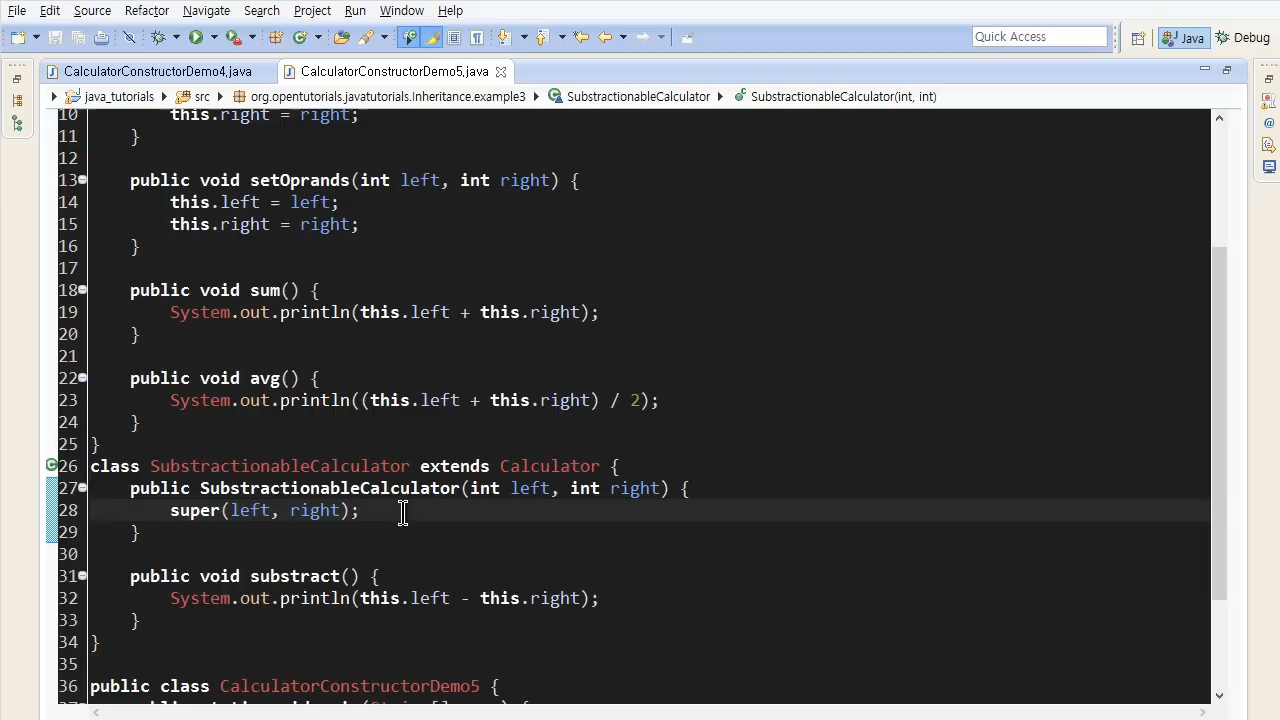 File Edit Source Refactor Navigate Search Project Run Window Help
Quick Access Java Debug
CalculatorConstructorDemo4.java CalculatorConstructorDemo5.java
java_tutorials src org.opentutorials.javatutorials.Inheritance.example3 SubstractionableCalculator SubstractionableCalculator(int, int)
10 this.right = right;
11 }
12
13 public void setOprands(int left, int right) {
14 this.left = left;
15 this.right = right;
16 }
17
18 public void sum() {
19 System.out.println(this.left + this.right);
20 }
21
22 public void avg() {
23 System.out.println((this.left + this.right) / 2);
24 }
25 }
26 class SubstractionableCalculator extends Calculator {
27 public SubstractionableCalculator(int left, int right) {
28 super(left, right);
29 }
30
31 public void substract() {
32 System.out.println(this.left - this.right);
33 }
34 }
35
36 public class CalculatorConstructorDemo5 {